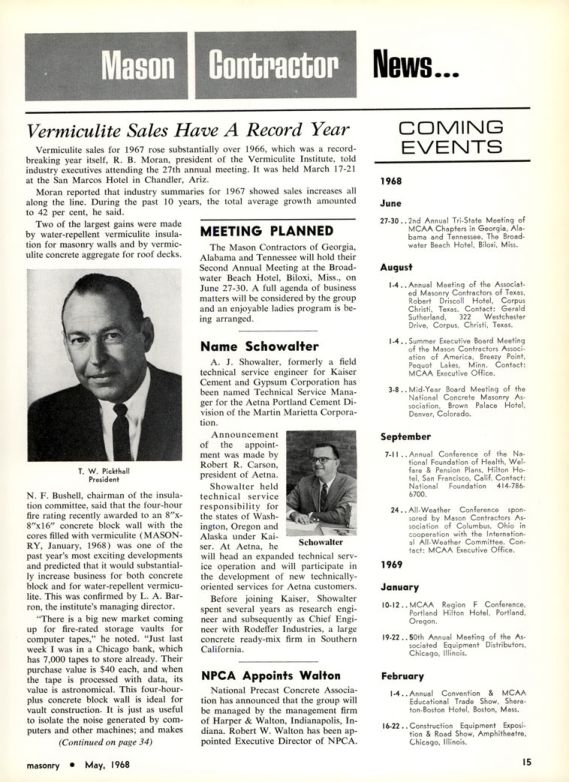 Mason Contractor News...
Vermiculite Sales Have A Record Year
Vermiculite sales for 1967 rose substantially over 1966, which was a record-
breaking year itself, R. B. Moran, president of the Vermiculite Institute, told
industry executives attending the 27th annual meeting. It was held March 17-21
at the San Marcos Hotel in Chandler, Ariz.
Moran reported that industry summaries for 1967 showed sales increases all
along the line. During the past 10 years, the total average growth amounted
to 42 per cent, he said.
Two of the largest gains were made
by water-repellent vermiculite insula-
tion for masonry walls and by vermic-
ulite concrete aggregate for roof decks.
T. W. Pickthall
President
N. F. Bushell, chairman of the insula-
tion committee, said that the four-hour
fire rating recently awarded to an 8"x-
8"x16" concrete block wall with the
cores filled with vermiculite (MASON-
RY, January, 1968) was one of the
past year's most exciting developments
and predicted that it would substantial-
ly increase business for both concrete
block and for water-repellent vermicu-
lite. This was confirmed by L. A. Bar-
ron, the institute's managing director.
"There is a big new market coming
up for fire-rated storage vaults for
computer tapes," he noted. "Just last
week I was in a Chicago bank, which
has 7,000 tapes to store already. Their
purchase value is $40 each, and when
the tape is processed with data, its
value is astronomical. This four-hour-
plus concrete block wall is ideal for
vault construction. It is just as useful
to isolate the noise generated by com-
puters and other machines; and makes
(Continued on page 34)
MEETING PLANNED
The Mason Contractors of Georgia,
Alabama and Tennessee will hold their
Second Annual Meeting at the Broad-
water Beach Hotel, Biloxi, Miss., on
June 27-30. A full agenda of business
matters will be considered by the group
and an enjoyable ladies program is be-
ing arranged.
Name Schowalter
A. J. Showalter, formerly a field
technical service engineer for Kaiser
Cement and Gypsum Corporation has
been named Technical Service Mana-
ger for the Aetna Portland Cement Di-
vision of the Martin Marietta Corpora-
tion.
Announcement
of the appoint-
ment was made by
Robert R. Carson,
president of Aetna.
Showalter held
technical service
responsibility for
the states of Wash-
ington, Oregon and
Alaska under Kai-
ser. At Aetna, he
Schowalter
will head an expanded technical serv-
ice operation and will participate in
the development of new technically-
oriented services for Aetna customers.
Before joining Kaiser, Showalter
spent several years as research engi-
neer and subsequently as Chief Engi-
neer with Rodeffer Industries, a large
concrete ready-mix firm in Southern
California.
NPCA Appoints Walton
National Precast Concrete Associa-
tion has announced that the group will
be managed by the management firm
of Harper & Walton, Indianapolis, In-
diana. Robert W. Walton has been ap-
pointed Executive Director of NPCA.
COMING
EVENTS
1968
June
27-30..2nd Annual Tri-State Meeting of
MCAA Chapters in Georgia, Ala-
bama and Tennessee, The Broad-
water Beach Hotel, Biloxi, Miss.
August
1-4..Annual Meeting of the Associat-
ed Masonry Contractors of Texas,
Robert Driscoll Hotel, Corpus
Christi, Texas. Contact: Gerald
Sutherland, 322 Westchester
Drive, Corpus, Christi, Texas.
1-4..Summer Executive Board Meeting
of the Mason Contractors Associ-
ation of America, Breezy Point,
Pequot Lakes, Minn. Contact:
MCAA Executive Office.
3-8..Mid-Year Board Meeting of the
National Concrete Masonry As-
sociation, Brown Palace Hotel,
Denver, Colorado.
September
7-11..Annual Conference of the Na-
tional Foundation of Health, Wel-
fare & Pension Plans, Hilton Ho-
tel, San Francisco, Calif. Contact:
National Foundation 414-786-
6700.
24..All-Weather Conference spon-
sored by Mason Contractors As-
sociation of Columbus, Ohio in
cooperation with the Internation-
al All-Weather Committee. Con-
tact: MCAA Executive Office.
1969
January
10-12..MCAA Region F Conference,
Portland Hilton Hotel, Portland,
Oregon.
19-22..50th Annual Meeting of the As-
sociated Equipment Distributors,
Chicago, Illinois.
February
1-4..Annual Convention & MCAA
Educational Trade Show, Shera-
ton-Boston Hotel, Boston, Mass.
16-22..Construction Equipment Exposi-
tion & Road Show, Amphitheatre,
Chicago, Illinois.
masonry • May, 1968
15